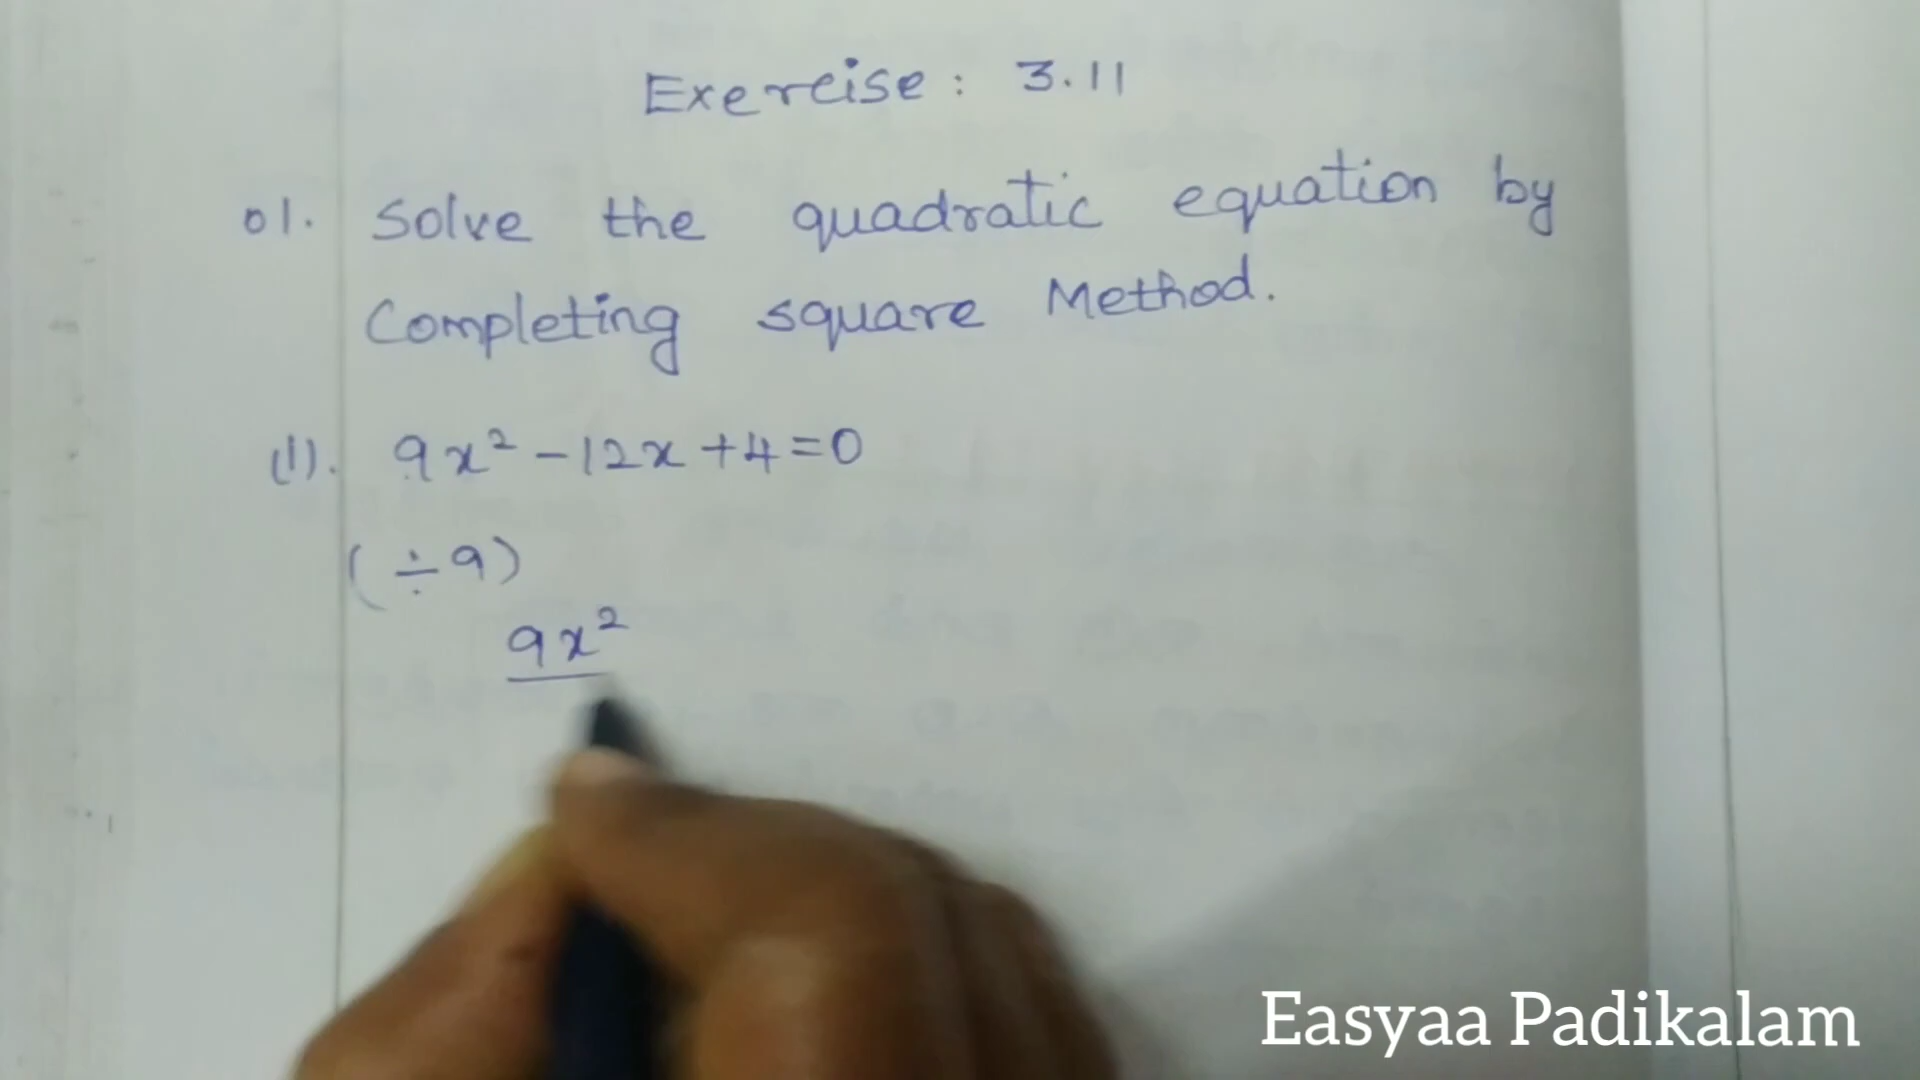 Exercise : 3.11
01. Solve the quadratic equation by
Completing square Method.
(1). 9x² - 12x + 4 = 0
(÷9)
9x²
Easyaa Padikalam